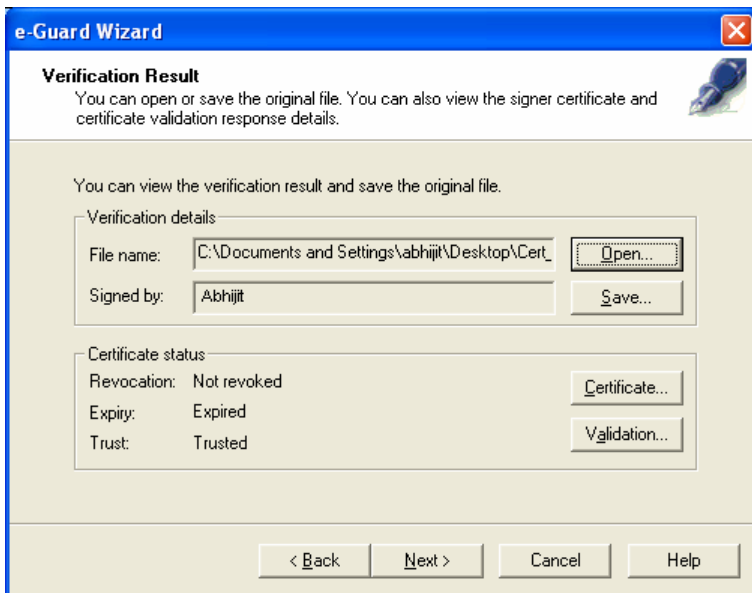 e-Guard Wizard
Verification Result
You can open or save the original file. You can also view the signer certificate and
certificate validation response details.
You can view the verification result and save the original file.
Verification details
File name: C:\Documents and Settings\abhijit\Desktop\Cert_ Open...
Signed by: Abhijit Save...
Certificate status
Revocation: Not revoked Certificate...
Expiry: Expired
Trust: Trusted Validation...
< Back Next > Cancel Help